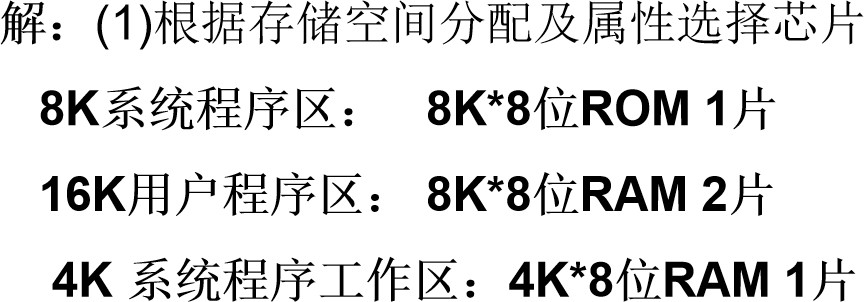 解：(1)根据存储空间分配及属性选择芯片
8K系统程序区： 8K*8位ROM 1片
16K用户程序区： 8K*8位RAM 2片
4K 系统程序工作区：4K*8位RAM 1片